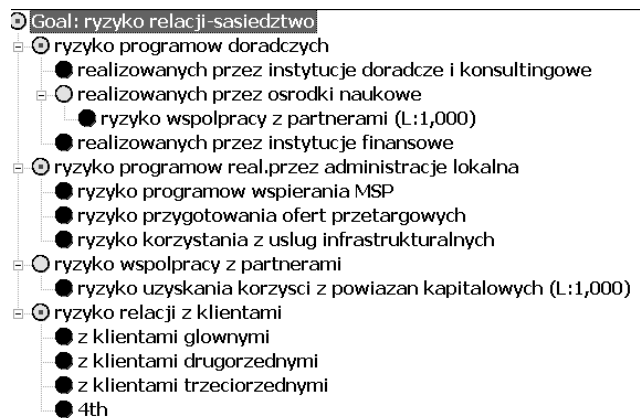 Goal: ryzyko relacji-sasiedztwo
ryzyko programow doradczych
realizowanych przez instytucje doradcze i konsultingowe
realizowanych przez osrodki naukowe
ryzyko wspolpracy z partnerami (L:1,000)
realizowanych przez instytucje finansowe
ryzyko programow real.przez administracje lokalna
ryzyko programow wspierania MSP
ryzyko przygotowania ofert przetargowych
ryzyko korzystania z uslug infrastrukturalnych
ryzyko wspolpracy z partnerami
ryzyko uzyskania korzysci z powiazan kapitalowych (L:1,000)
ryzyko relacji z klientami
z klientami glownymi
z klientami drugorzednymi
z klientami trzeciorzednymi
4th